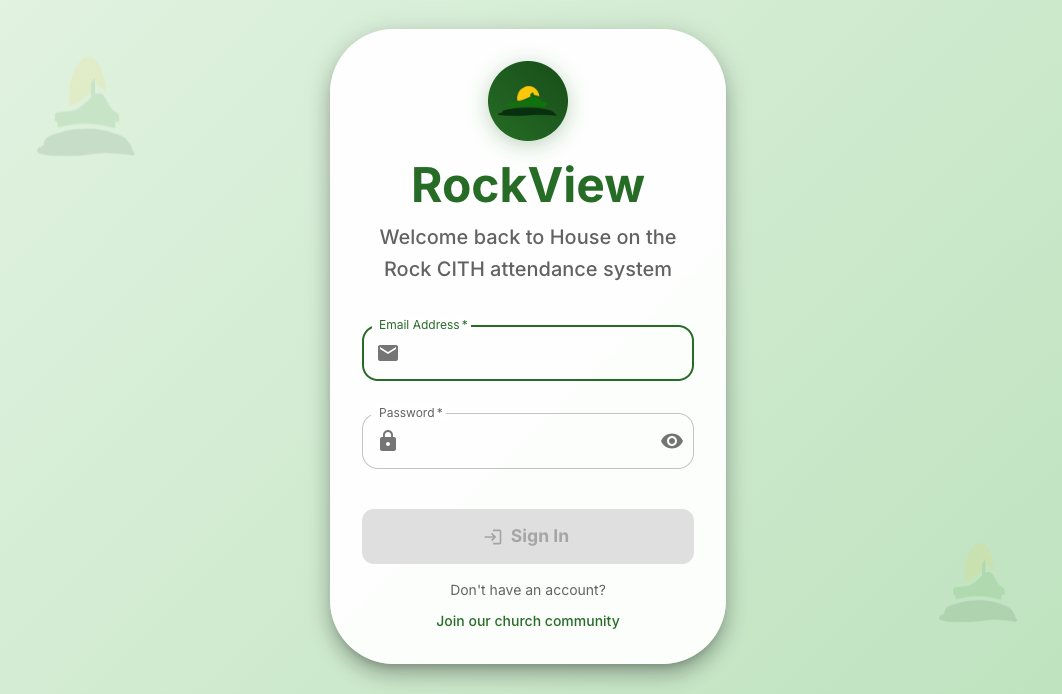 RockView
Welcome back to House on the
Rock CITH attendance system
Email Address *
Password *
Sign In
Don't have an account?
Join our church community